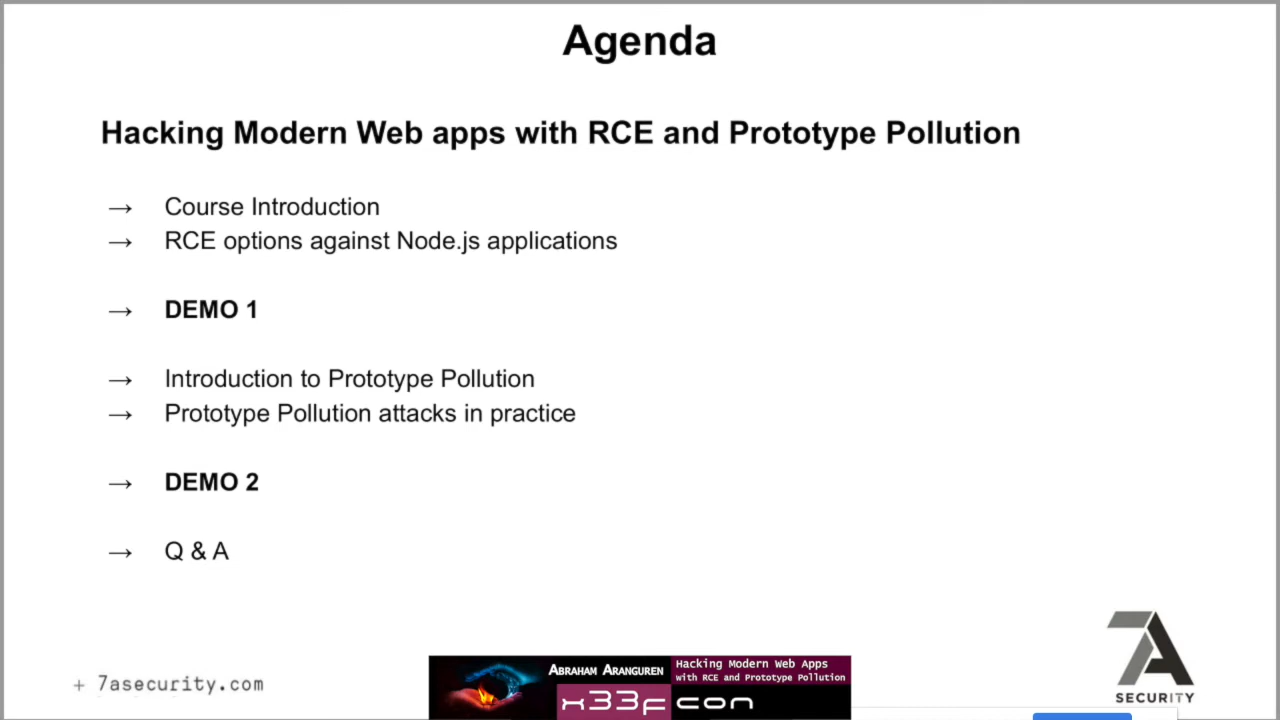 Agenda
Hacking Modern Web apps with RCE and Prototype Pollution
→ Course Introduction
→ RCE options against Node.js applications
→ DEMO 1
→ Introduction to Prototype Pollution
→ Prototype Pollution attacks in practice
→ DEMO 2
→ Q & A
+ 7asecurity.com
ABRAHAM ARANGUREN
Hacking Modern Web Apps
with RCE and Prototype Pollution
x33fcon
7A
SECURITY